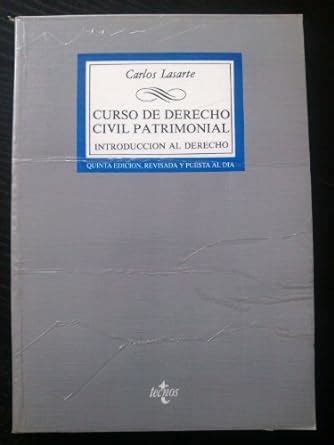 Carlos Lasarte
CURSO DE DERECHO
CIVIL PATRIMONIAL
INTRODUCCION AL DERECHO
QUINTA EDICION, REVISADA Y PUESTA AL DIA
tecnos